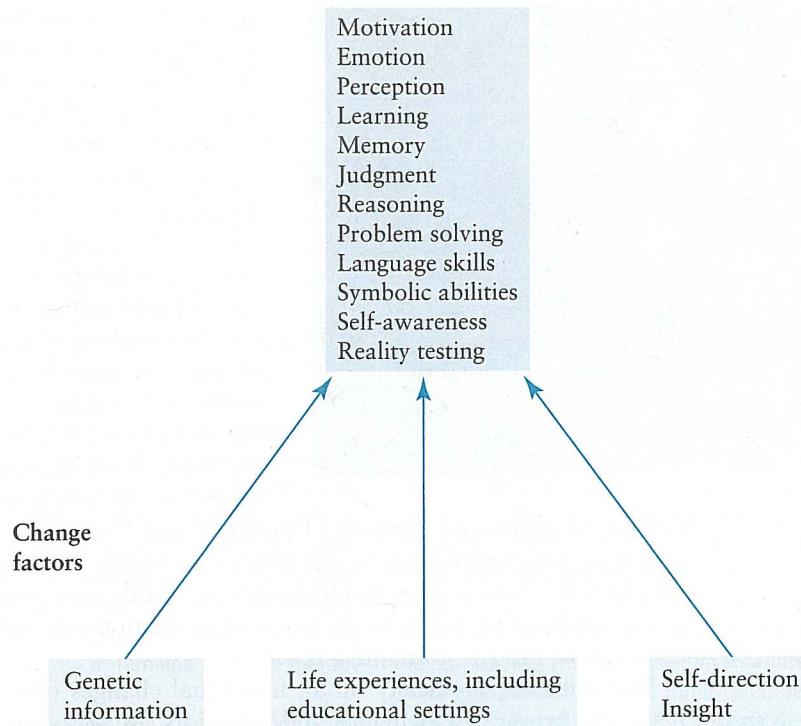 Motivation
Emotion
Perception
Learning
Memory
Judgment
Reasoning
Problem solving
Language skills
Symbolic abilities
Self-awareness
Reality testing
Change
factors
Genetic
information
Life experiences, including
educational settings
Self-direction
Insight